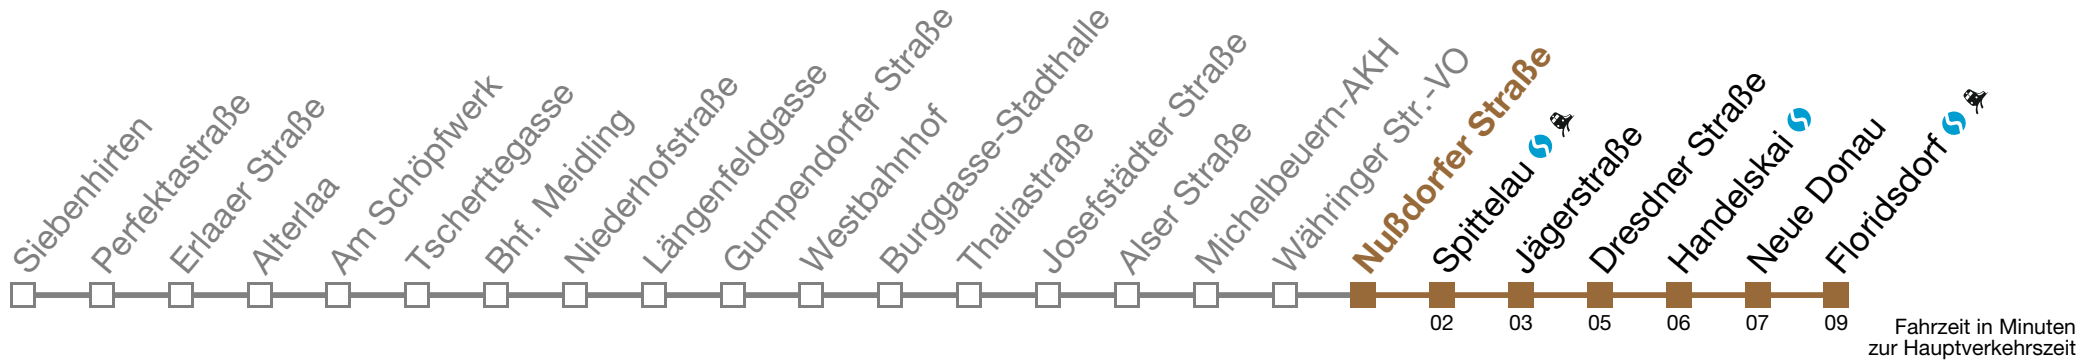 Siebenhirten
Perfektastraße
Erlaaer Straße
Alterlaa
Am Schöpfwerk
Tscherttegasse
Bhf. Meidling
Niederhofstraße
Längenfeldgasse
Gumpendorfer Straße
Westbahnhof
Burggasse-Stadthalle
Thaliastraße
Josefstädter Straße
Alser Straße
Michelbeuern-AKH
Währinger Str.-VO
Nußdorfer Straße
Spittelau
Jägerstraße
Dresdner Straße
Handelskai
Neue Donau
Floridsdorf
02 03 05 06 07 09
Fahrzeit in Minuten
zur Hauptverkehrszeit